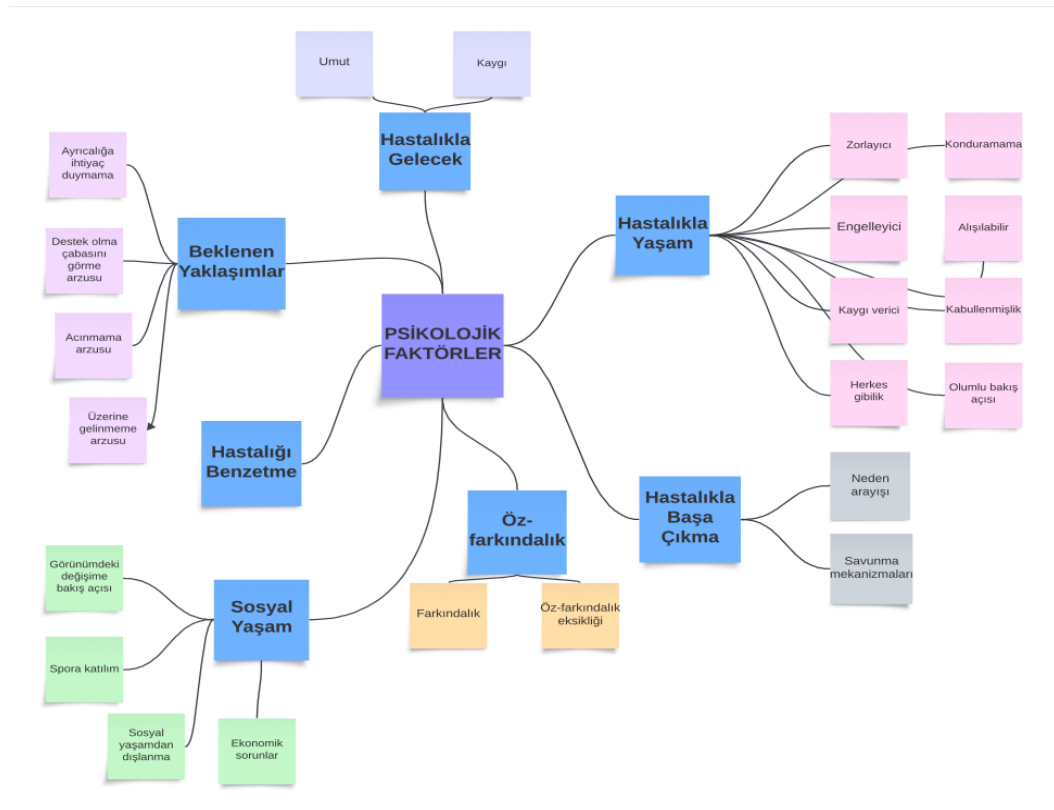 Umut
Kaygı
Hastalıkla
Gelecek
Ayrıcalığa
ihtiyaç
duymama
Destek olma
çabasını
görme
arzusu
Acınmama
arzusu
Üzerine
gelinmeme
arzusu
Beklenen
Yaklaşımlar
PSİKOLOJİK
FAKTÖRLER
Hastalıkla
Yaşam
Zorlayıcı
Konduramama
Engelleyici
Alışılabilir
Kaygı verici
Kabullenmişlik
Herkes
gibilik
Olumlu bakış
açısı
Hastalığı
Benzetme
Öz-
farkındalık
Farkındalık
Öz-farkındalık
eksikliği
Hastalıkla
Başa
Çıkma
Neden
arayışı
Savunma
mekanizmaları
Sosyal
Yaşam
Görünümdeki
değişime
bakış açısı
Spora katılım
Sosyal
yaşamdan
dışlanma
Ekonomik
sorunlar